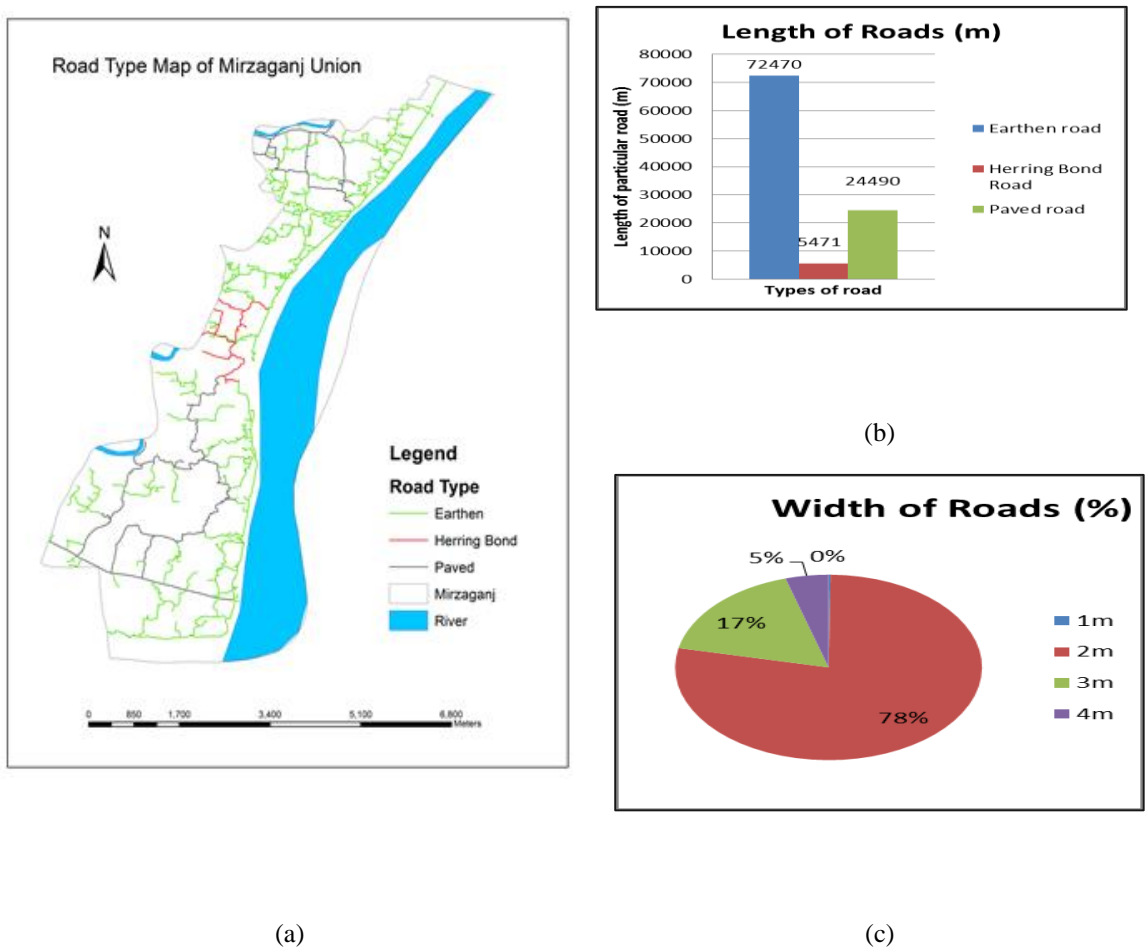 Road Type Map of Mirzaganj Union
N
Legend
Road Type
Earthen
Herring Bond
Paved
Mirzaganj
River
0 850 1,700 3,400 5,100 6,800
Meters
(a)
Length of Roads (m)
Length of particular road (m)
80000
70000
60000
50000
40000
30000
20000
10000
0
72470
5471
24490
Types of road
Earthen road
Herring Bond
Road
Paved road
(b)
Width of Roads (%)
5% 0%
17%
78%
1m
2m
3m
4m
(c)